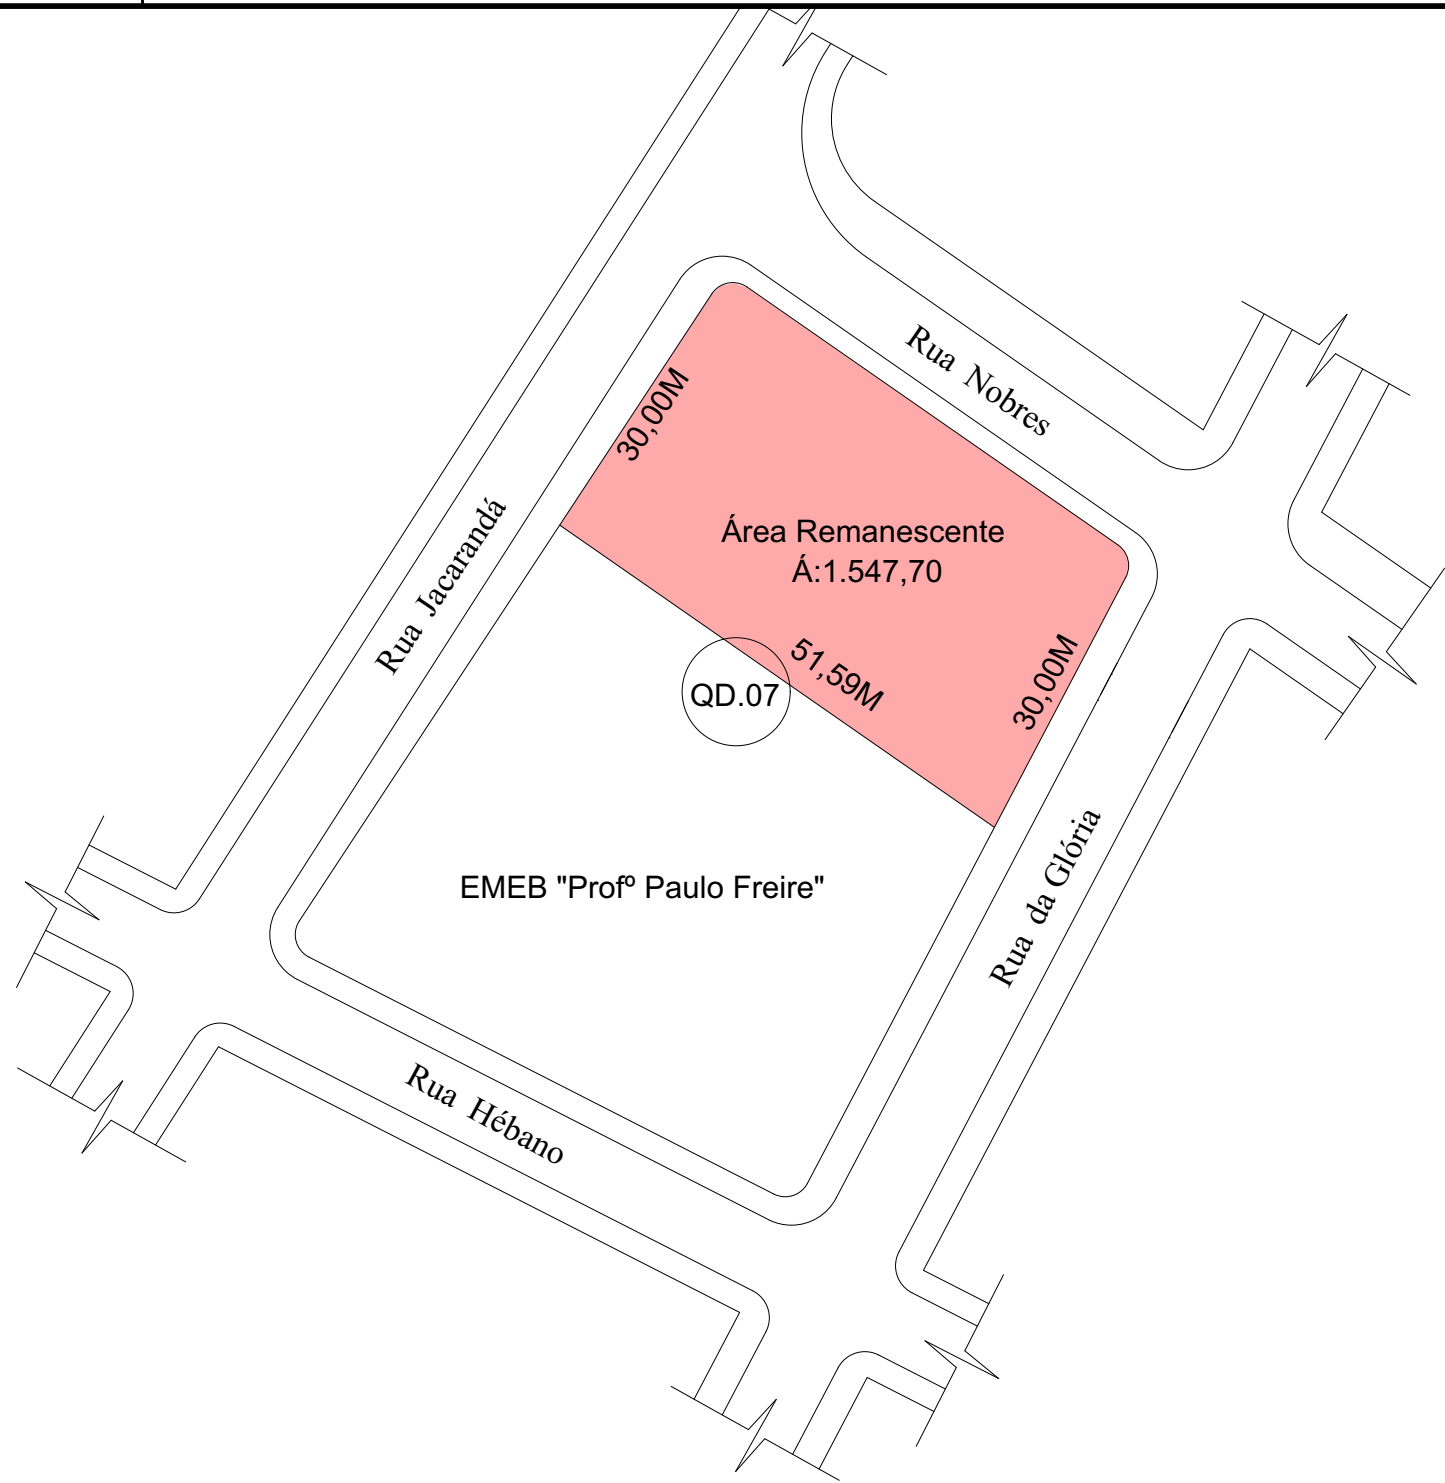 Rua Nobres
30,00M
Rua Jacarandá
Área Remanescente
Á:1.547,70
51,59M
30,00M
QD.07
Rua da Glória
EMEB "Profº Paulo Freire"
Rua Hébano